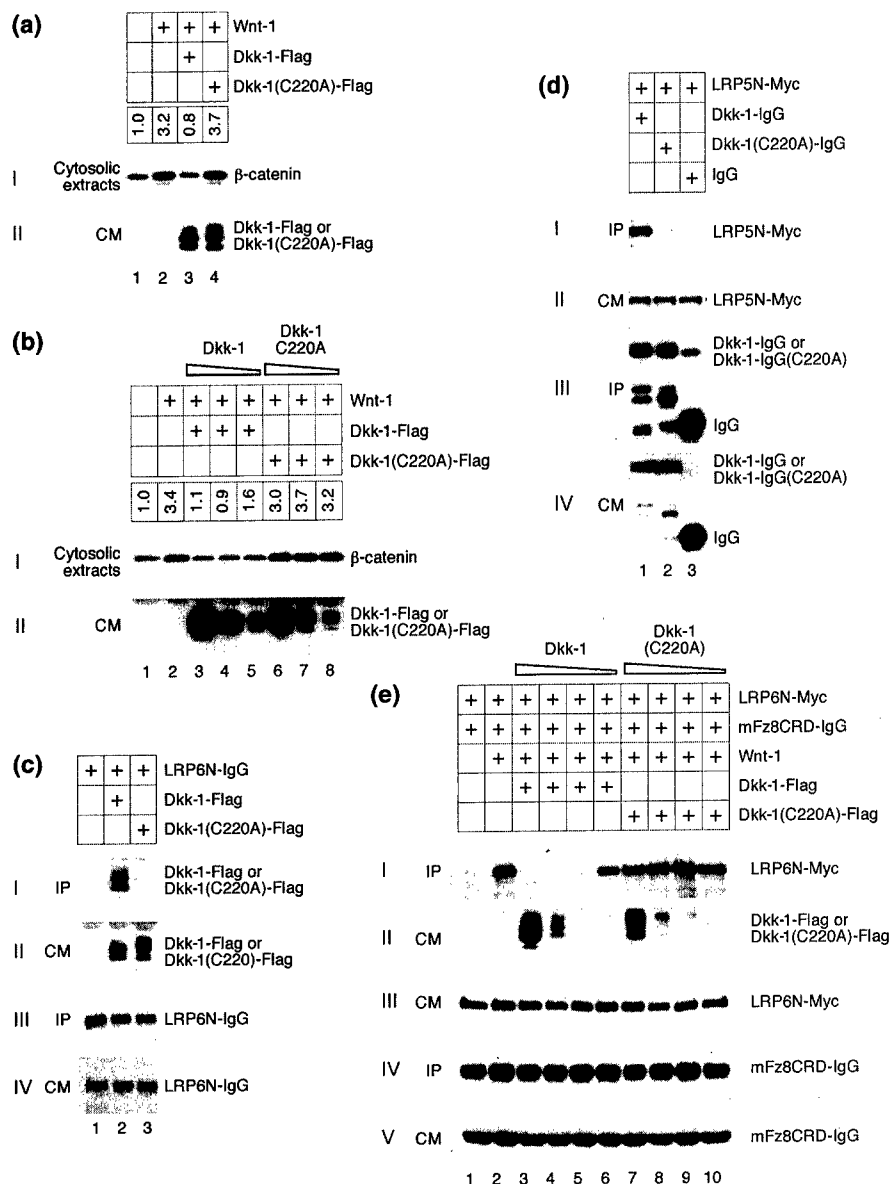 (a)
+ + + Wnt-1
+ Dkk-1-Flag
+ Dkk-1(C220A)-Flag
1.0 3.2 0.8 3.7
I Cytosolic extracts β-catenin
II CM Dkk-1-Flag or
Dkk-1(C220A)-Flag
1 2 3 4
(b)
Dkk-1 Dkk-1
C220A
+ + + + + + + Wnt-1
+ + + Dkk-1-Flag
+ + + Dkk-1(C220A)-Flag
1.0 3.4 1.1 0.9 1.6 3.0 3.7 3.2
I Cytosolic extracts β-catenin
II CM Dkk-1-Flag or
Dkk-1(C220A)-Flag
1 2 3 4 5 6 7 8
(c)
+ + + LRP6N-IgG
+ Dkk-1-Flag
+ Dkk-1(C220A)-Flag
I IP Dkk-1-Flag or
Dkk-1(C220A)-Flag
II CM Dkk-1-Flag or
Dkk-1(C220)-Flag
III IP LRP6N-IgG
IV CM LRP6N-IgG
1 2 3
(d)
+ + + LRP5N-Myc
+ Dkk-1-IgG
+ Dkk-1(C220A)-IgG
+ IgG
I IP LRP5N-Myc
II CM LRP5N-Myc
Dkk-1-IgG or
Dkk-1-IgG(C220A)
III IP
IgG
Dkk-1-IgG or
Dkk-1-IgG(C220A)
IV CM
IgG
1 2 3
(e)
Dkk-1 Dkk-1
(C220A)
+ + + + + + + + + + LRP6N-Myc
+ + + + + + + + + + mFz8CRD-IgG
+ + + + + + + + + Wnt-1
+ + + + Dkk-1-Flag
+ + + + Dkk-1(C220A)-Flag
I IP LRP6N-Myc
II CM Dkk-1-Flag or
Dkk-1(C220A)-Flag
III CM LRP6N-Myc
IV IP mFz8CRD-IgG
V CM mFz8CRD-IgG
1 2 3 4 5 6 7 8 9 10